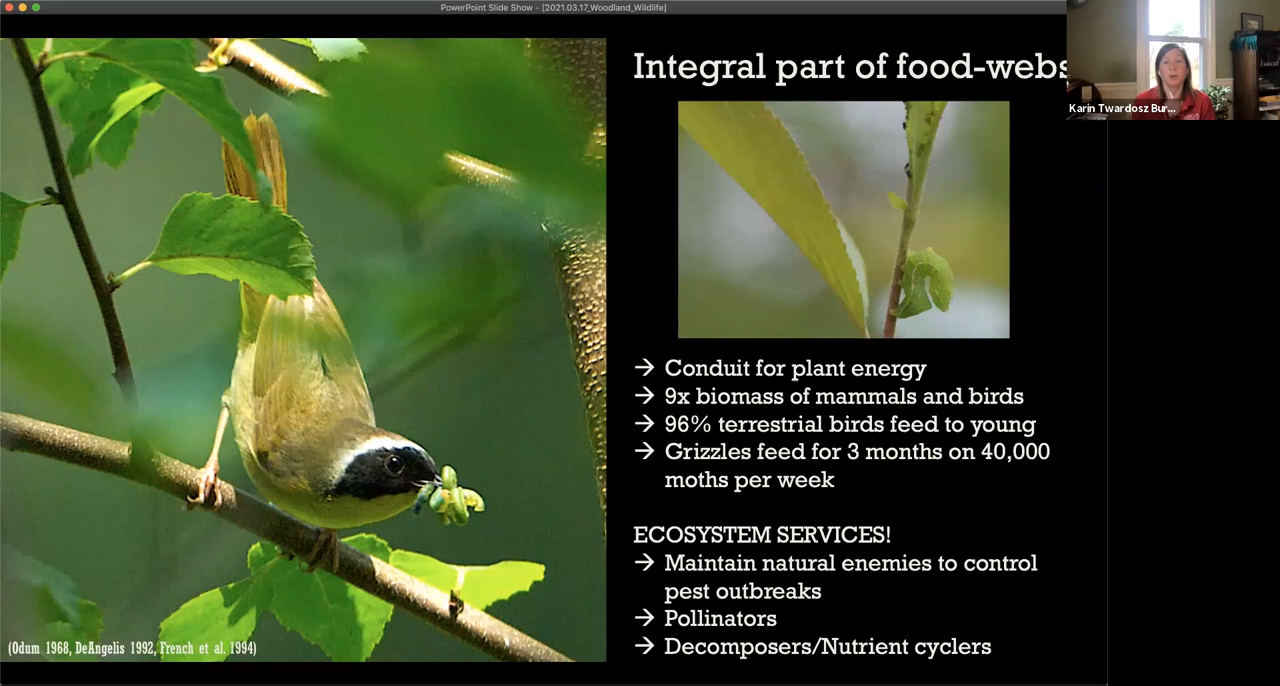 PowerPoint Slide Show - [2021.03.17_Woodland_Wildlife]
Integral part of food-webs
Karin Twardosz Bur...
→ Conduit for plant energy
→ 9x biomass of mammals and birds
→ 96% terrestrial birds feed to young
→ Grizzles feed for 3 months on 40,000
moths per week
ECOSYSTEM SERVICES!
→ Maintain natural enemies to control
pest outbreaks
→ Pollinators
→ Decomposers/Nutrient cyclers
(Odum 1968, DeAngelis 1992, French et al. 1994)